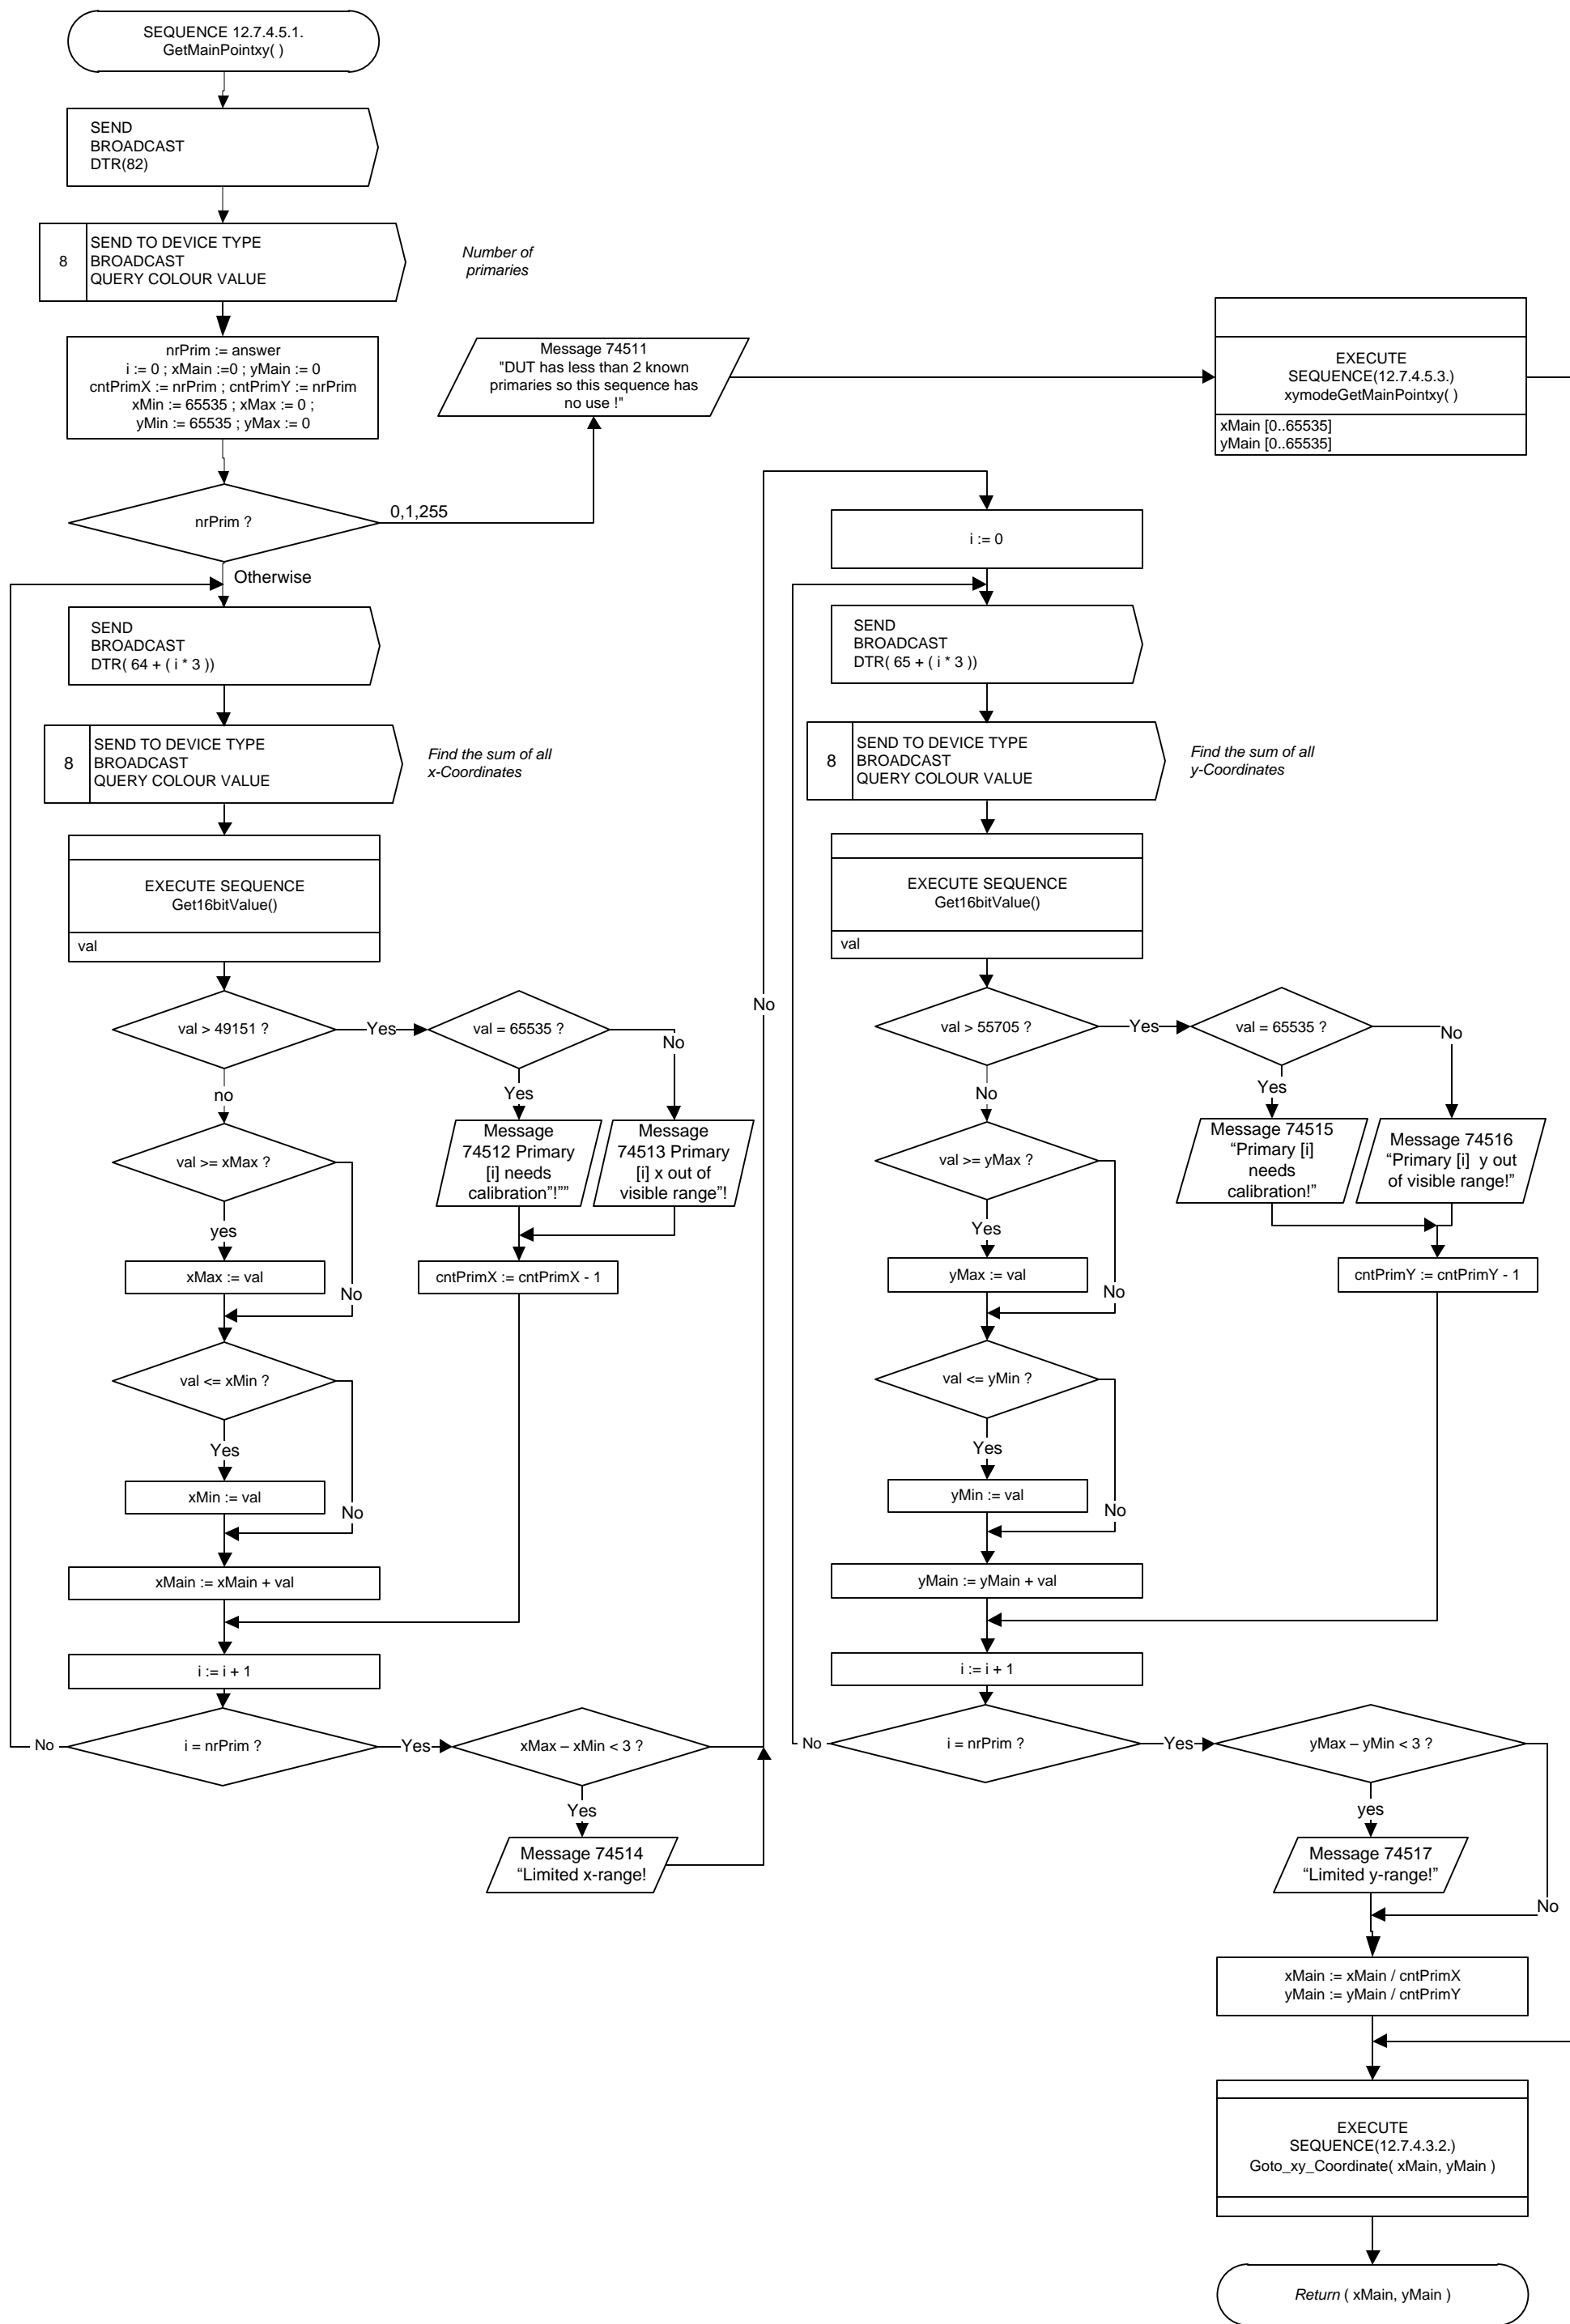 SEQUENCE 12.7.4.5.1.
GetMainPointxy( )
SEND
BROADCAST
DTR(82)
8
SEND TO DEVICE TYPE
BROADCAST
QUERY COLOUR VALUE
Number of
primaries
nrPrim := answer
i := 0 ; xMain :=0 ; yMain := 0
cntPrimX := nrPrim ; cntPrimY := nrPrim
xMin := 65535 ; xMax := 0 ;
yMin := 65535 ; yMax := 0
Message 74511
"DUT has less than 2 known
primaries so this sequence has
no use !"
EXECUTE
SEQUENCE(12.7.4.5.3.)
xymodeGetMainPointxy( )
xMain [0..65535]
yMain [0..65535]
nrPrim ?
0,1,255
Otherwise
SEND
BROADCAST
DTR( 64 + ( i * 3 ))
8
SEND TO DEVICE TYPE
BROADCAST
QUERY COLOUR VALUE
Find the sum of all
x-Coordinates
EXECUTE SEQUENCE
Get16bitValue()
val
val > 49151 ?
Yes
val = 65535 ?
No
no
Yes
Message
74512 Primary
[i] needs
calibration”!””
Message
74513 Primary
[i] x out of
visible range”!
val >= xMax ?
yes
xMax := val
No
cntPrimX := cntPrimX - 1
val <= xMin ?
Yes
xMin := val
No
xMain := xMain + val
i := i + 1
No
i = nrPrim ?
Yes
xMax – xMin < 3 ?
No
Yes
Message 74514
“Limited x-range!
i := 0
SEND
BROADCAST
DTR( 65 + ( i * 3 ))
8
SEND TO DEVICE TYPE
BROADCAST
QUERY COLOUR VALUE
Find the sum of all
y-Coordinates
EXECUTE SEQUENCE
Get16bitValue()
val
val > 55705 ?
Yes
val = 65535 ?
No
No
Yes
Message 74515
“Primary [i]
needs
calibration!”
Message 74516
“Primary [i]  y out
of visible range!”
val >= yMax ?
Yes
yMax := val
No
cntPrimY := cntPrimY - 1
val <= yMin ?
Yes
yMin := val
No
yMain := yMain + val
i := i + 1
No
i = nrPrim ?
Yes
yMax – yMin < 3 ?
yes
Message 74517
“Limited y-range!”
No
xMain := xMain / cntPrimX
yMain := yMain / cntPrimY
EXECUTE
SEQUENCE(12.7.4.3.2.)
Goto_xy_Coordinate( xMain, yMain )
Return ( xMain, yMain )